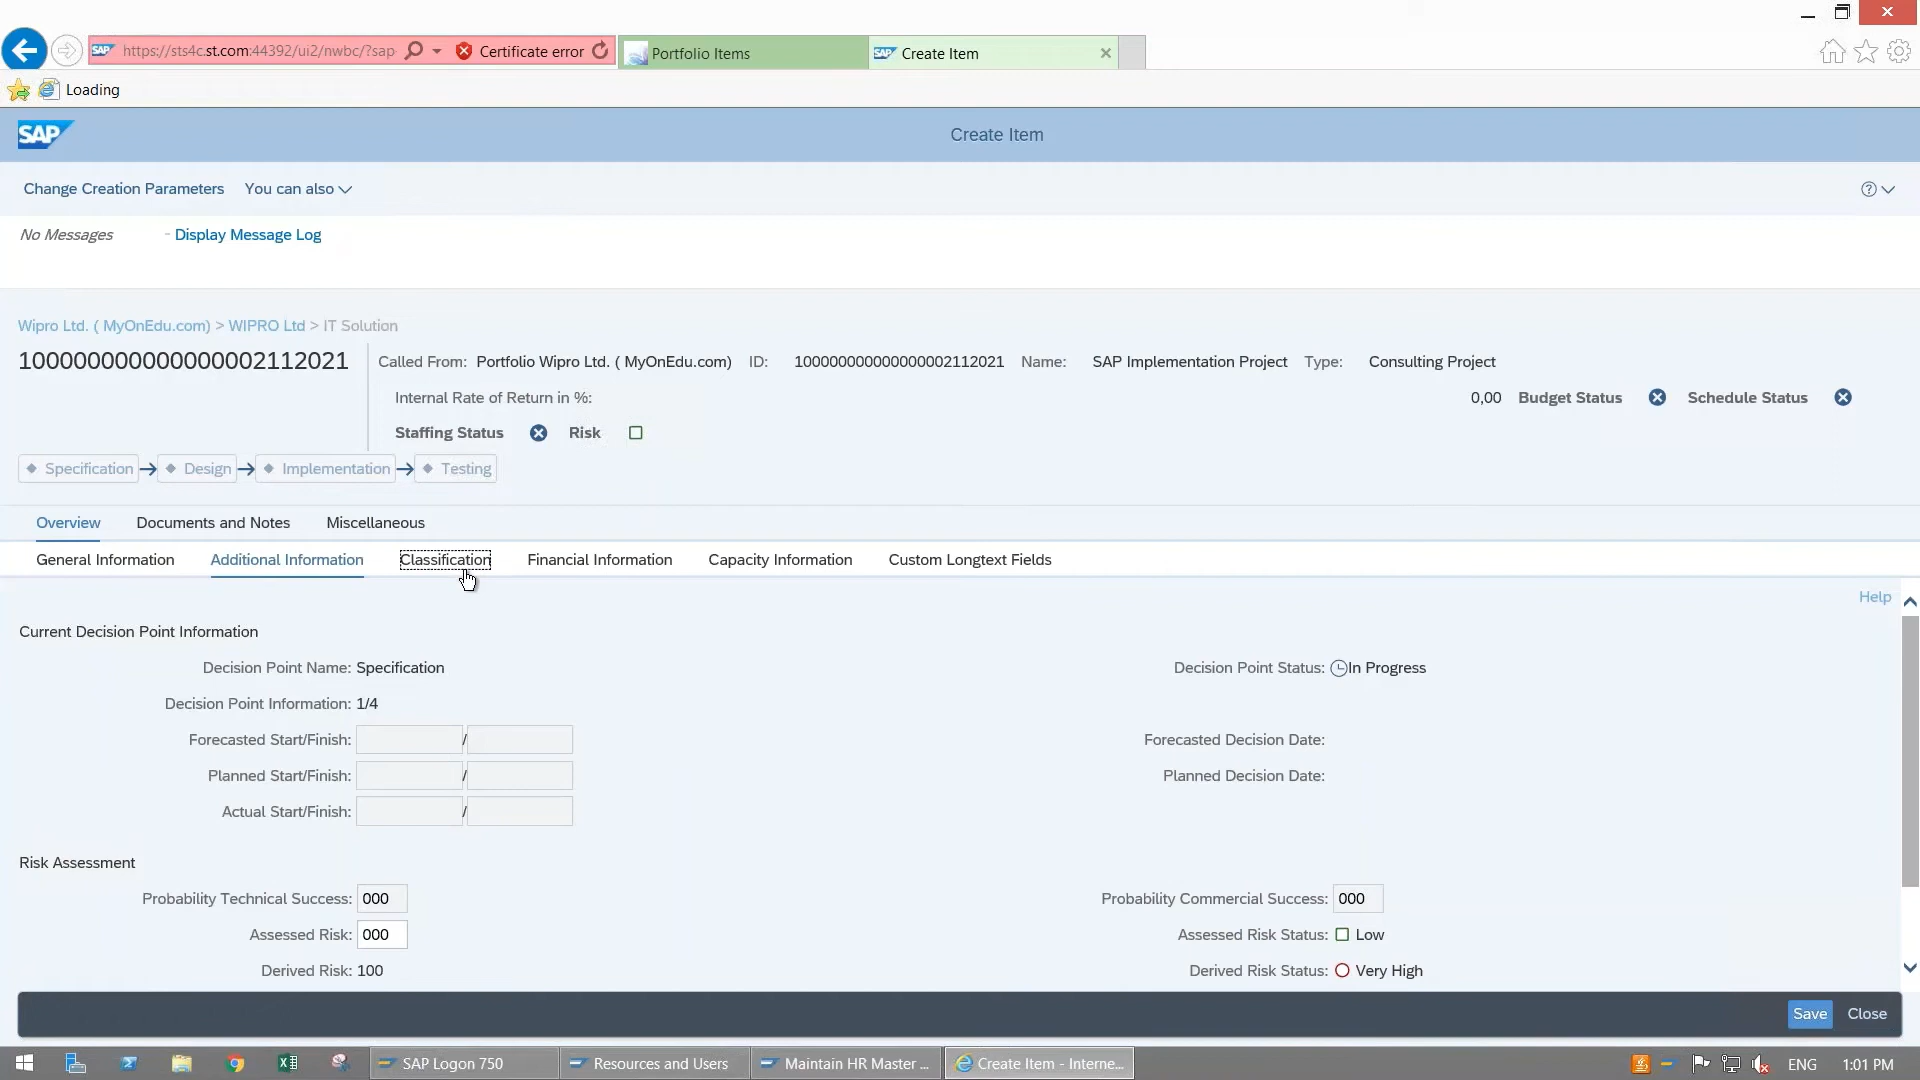 SAP https://sts4c.st.com:44392/ui2/nwbc/?sap Certificate error Portfolio Items SAP Create Item
Loading
SAP Create Item
Change Creation Parameters You can also
No Messages - Display Message Log
Wipro Ltd. ( MyOnEdu.com) > WIPRO Ltd > IT Solution
100000000000000002112021 Called From: Portfolio Wipro Ltd. ( MyOnEdu.com) ID: 100000000000000002112021 Name: SAP Implementation Project Type: Consulting Project
Internal Rate of Return in %: 0,00 Budget Status Schedule Status
Staffing Status Risk
Specification Design Implementation Testing
Overview Documents and Notes Miscellaneous
General Information Additional Information Classification Financial Information Capacity Information Custom Longtext Fields
Help
Current Decision Point Information
Decision Point Name: Specification Decision Point Status: In Progress
Decision Point Information: 1/4
Forecasted Start/Finish: / Forecasted Decision Date:
Planned Start/Finish: / Planned Decision Date:
Actual Start/Finish: /
Risk Assessment
Probability Technical Success: 000 Probability Commercial Success: 000
Assessed Risk: 000 Assessed Risk Status: Low
Derived Risk: 100 Derived Risk Status: Very High
Save Close
SAP Logon 750 Resources and Users Maintain HR Master ... Create Item - Interne... ENG 1:01 PM